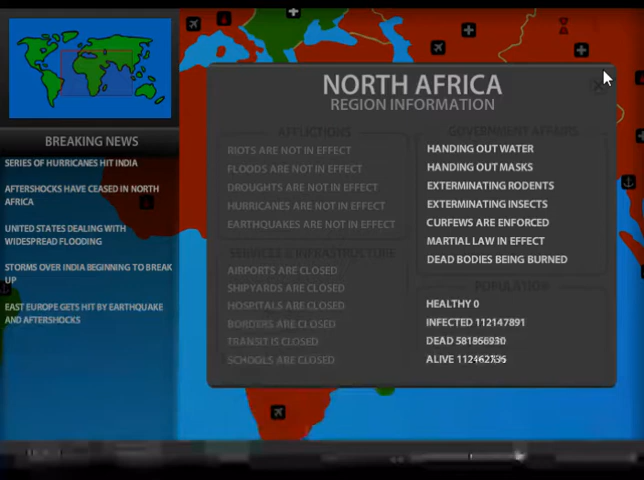 BREAKING NEWS
SERIES OF HURRICANES HIT INDIA
AFTERSHOCKS HAVE CEASED IN NORTH
AFRICA
UNITED STATES DEALING WITH
WIDESPREAD FLOODING
STORMS OVER INDIA BEGINNING TO BREAK
UP
EAST EUROPE GETS HIT BY EARTHQUAKE
AND AFTERSHOCKS
NORTH AFRICA
REGION INFORMATION
AFFLICTIONS
RIOTS ARE NOT IN EFFECT
FLOODS ARE NOT IN EFFECT
DROUGHTS ARE NOT IN EFFECT
HURRICANES ARE NOT IN EFFECT
EARTHQUAKES ARE NOT IN EFFECT
SERVICES & INFRASTRUCTURE
AIRPORTS ARE CLOSED
SHIPYARDS ARE CLOSED
HOSPITALS ARE CLOSED
BORDERS ARE CLOSED
TRANSIT IS CLOSED
SCHOOLS ARE CLOSED
GOVERNMENT AFFAIRS
HANDING OUT WATER
HANDING OUT MASKS
EXTERMINATING RODENTS
EXTERMINATING INSECTS
CURFEWS ARE ENFORCED
MARTIAL LAW IN EFFECT
DEAD BODIES BEING BURNED
POPULATION
HEALTHY 0
INFECTED 112147891
DEAD 581866930
ALIVE